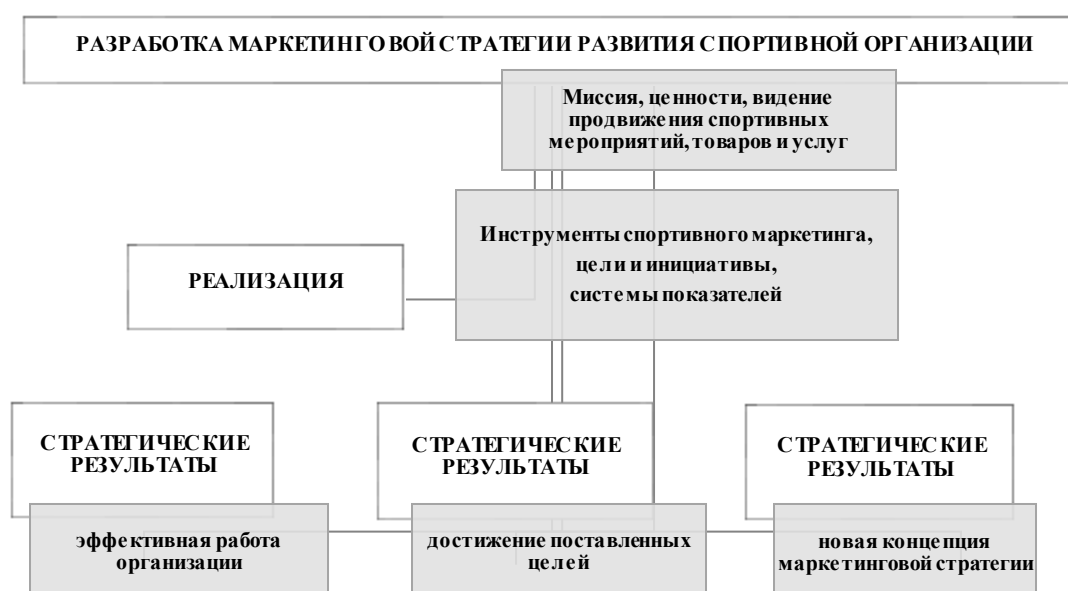 РАЗРАБОТКА МАРКЕТИНГОВОЙ СТРАТЕГИИ РАЗВИТИЯ СПОРТИВНОЙ ОРГАНИЗАЦИИ
Миссия, ценности, видение
продвижения спортивных
мероприятий, товаров и услуг
Инструменты спортивного маркетинга,
цели и инициативы,
системы показателей
РЕАЛИЗАЦИЯ
СТРАТЕГИЧЕСКИЕ
РЕЗУЛЬТАТЫ
эффективная работа
организации
СТРАТЕГИЧЕСКИЕ
РЕЗУЛЬТАТЫ
достижение поставленных
целей
СТРАТЕГИЧЕСКИЕ
РЕЗУЛЬТАТЫ
новая концепция
маркетинговой стратегии